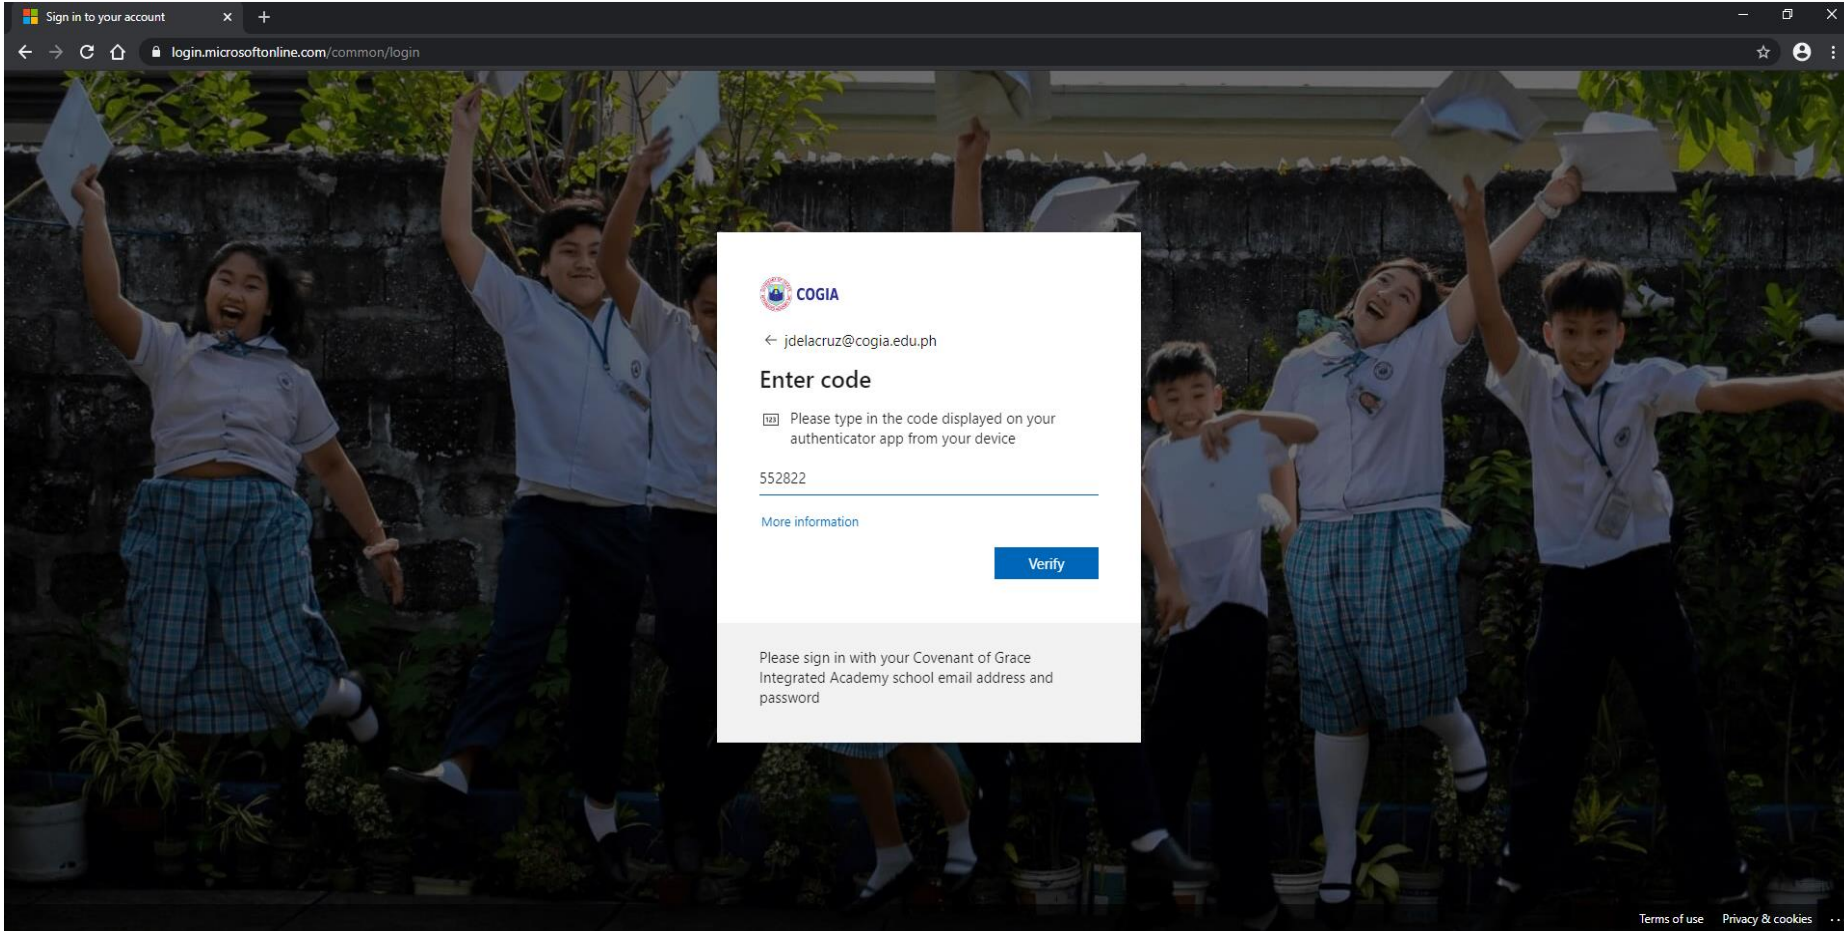 Sign in to your account
login.microsoftonline.com/common/login
COGIA
jdelacruz@cogia.edu.ph
Enter code
123 Please type in the code displayed on your
authenticator app from your device
552822
More information
Verify
Please sign in with your Covenant of Grace
Integrated Academy school email address and
password
Terms of use Privacy & cookies